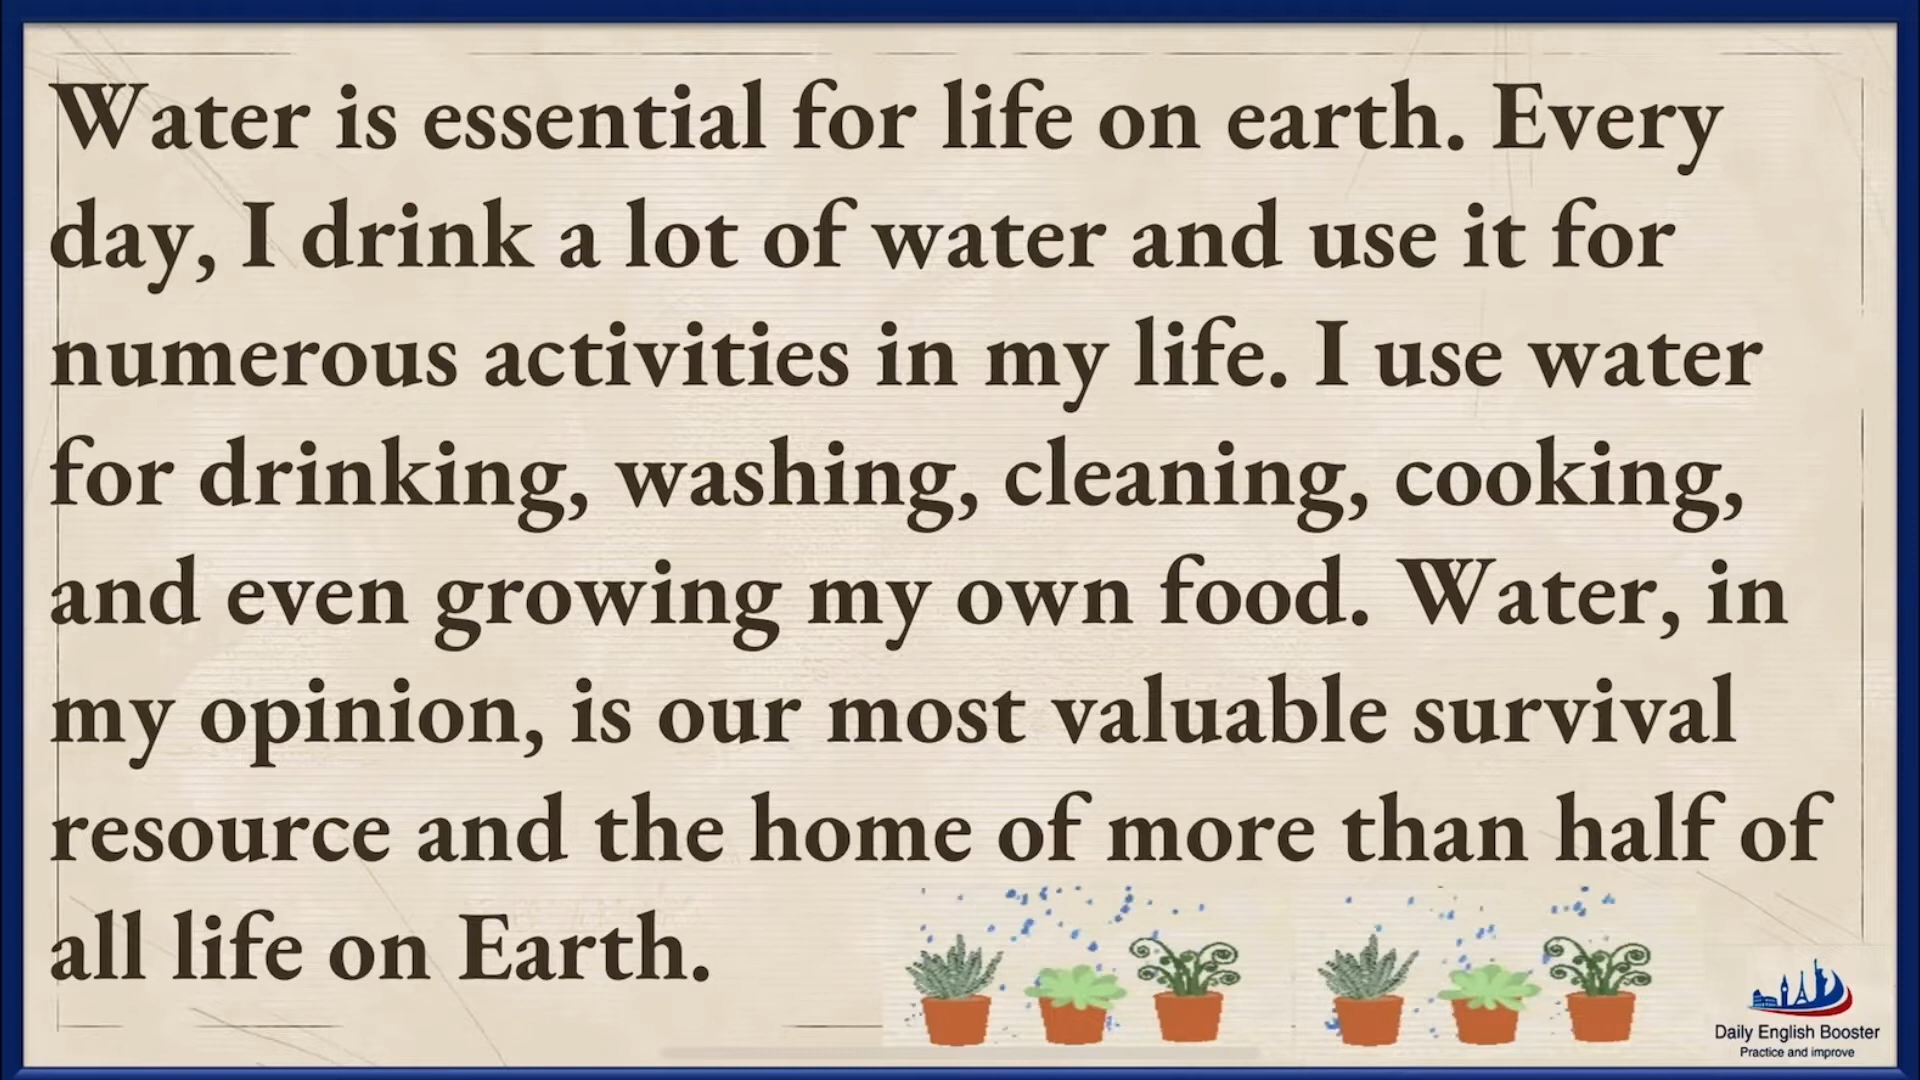 Water is essential for life on earth. Every
day, I drink a lot of water and use it for
numerous activities in my life. I use water
for drinking, washing, cleaning, cooking,
and even growing my own food. Water, in
my opinion, is our most valuable survival
resource and the home of more than half of
all life on Earth.
Daily English Booster
Practice and improve